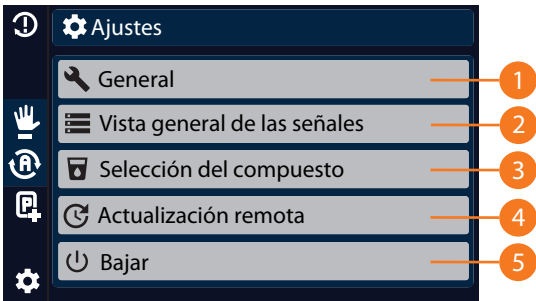 Ajustes
General 1
Vista general de las señales 2
Selección del compuesto 3
A
P
Actualización remota 4
Bajar 5